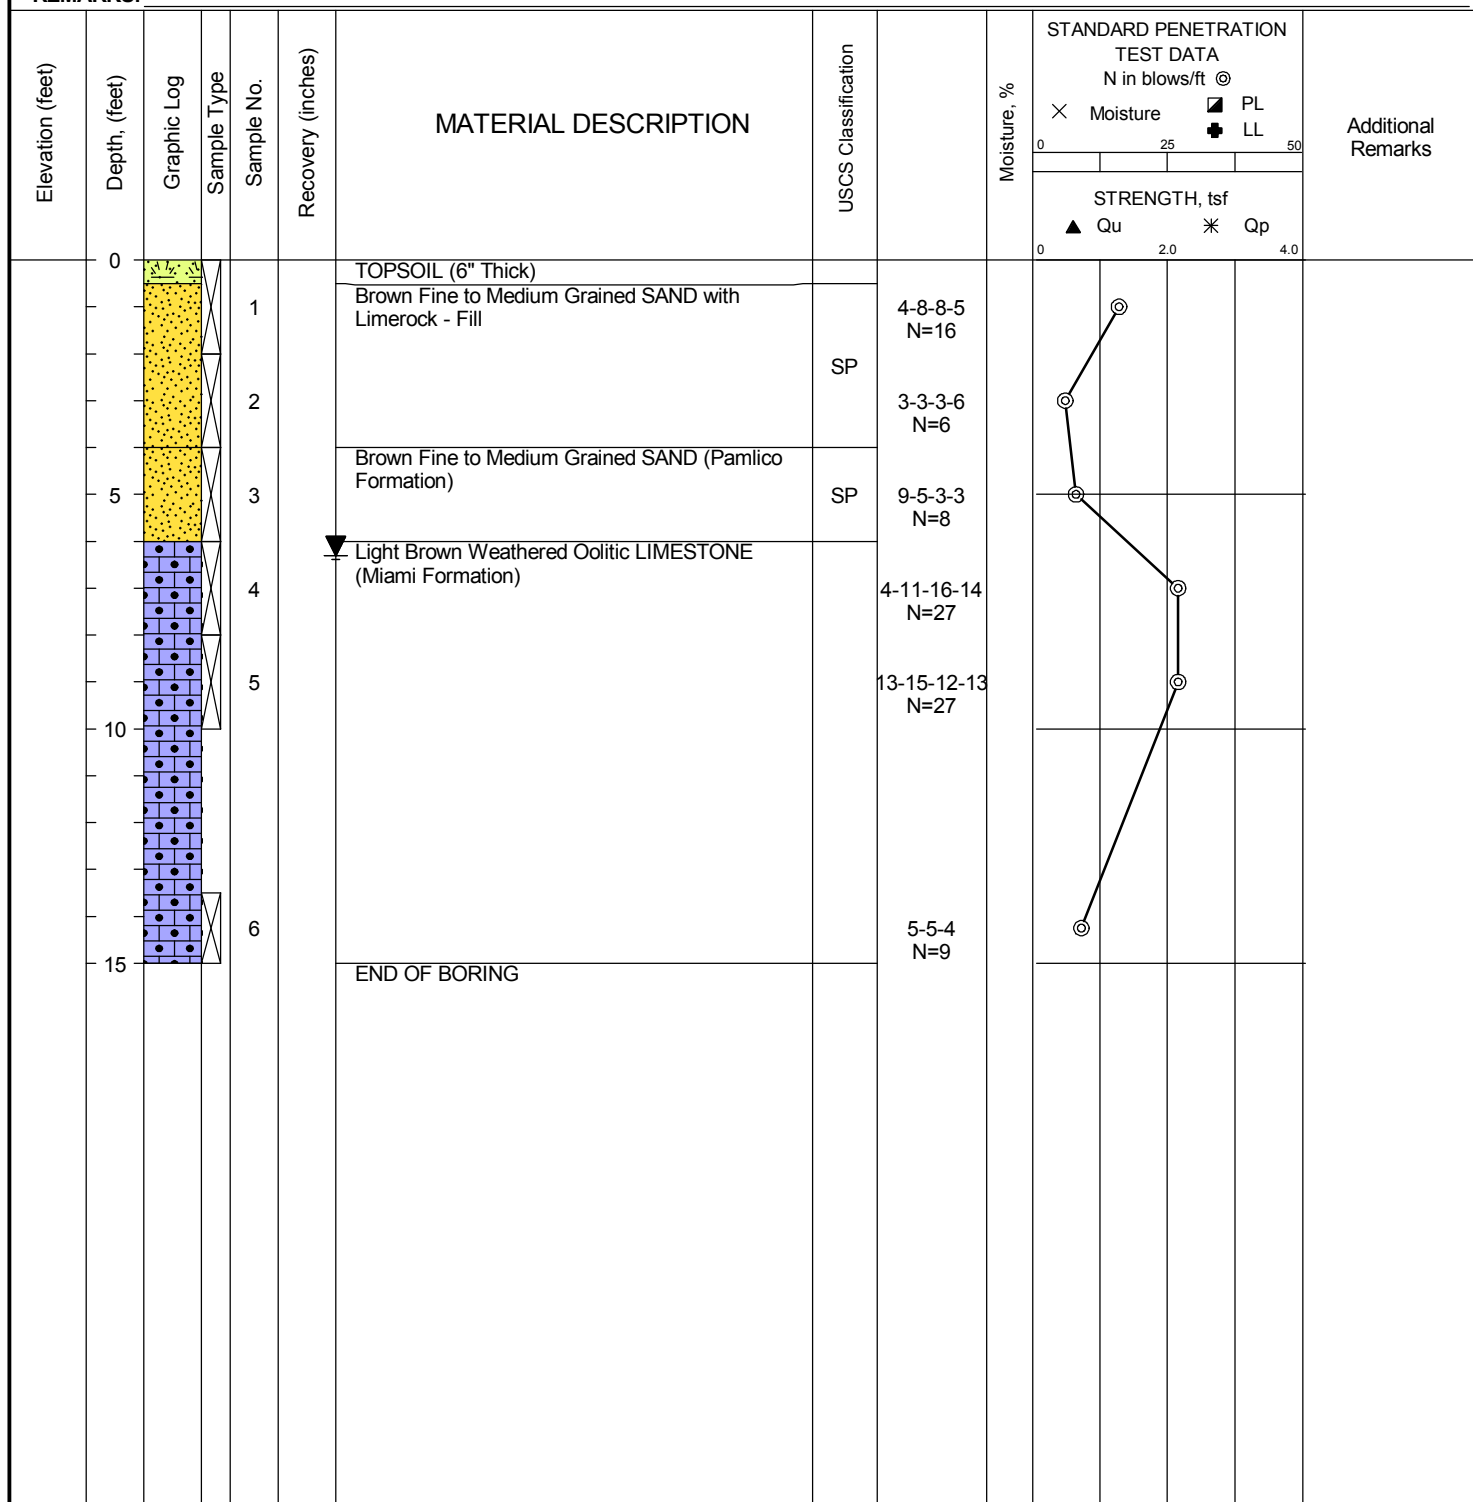 REMARKS:
Elevation (feet)
Depth, (feet)
Graphic Log
Sample Type
Sample No.
Recovery (inches)
MATERIAL DESCRIPTION
USCS Classification
Moisture, %
STANDARD PENETRATION
TEST DATA
N in blows/ft
Moisture
PL
LL
0 25 50
STRENGTH, tsf
Qu Qp
0 2.0 4.0
Additional
Remarks
0
TOPSOIL (6" Thick)
Brown Fine to Medium Grained SAND with
Limerock - Fill
1
4-8-8-5
N=16
SP
2
3-3-3-6
N=6
Brown Fine to Medium Grained SAND (Pamlico
Formation)
5
3
SP
9-5-3-3
N=8
Light Brown Weathered Oolitic LIMESTONE
(Miami Formation)
4
4-11-16-14
N=27
5
13-15-12-13
N=27
10
6
5-5-4
N=9
15
END OF BORING